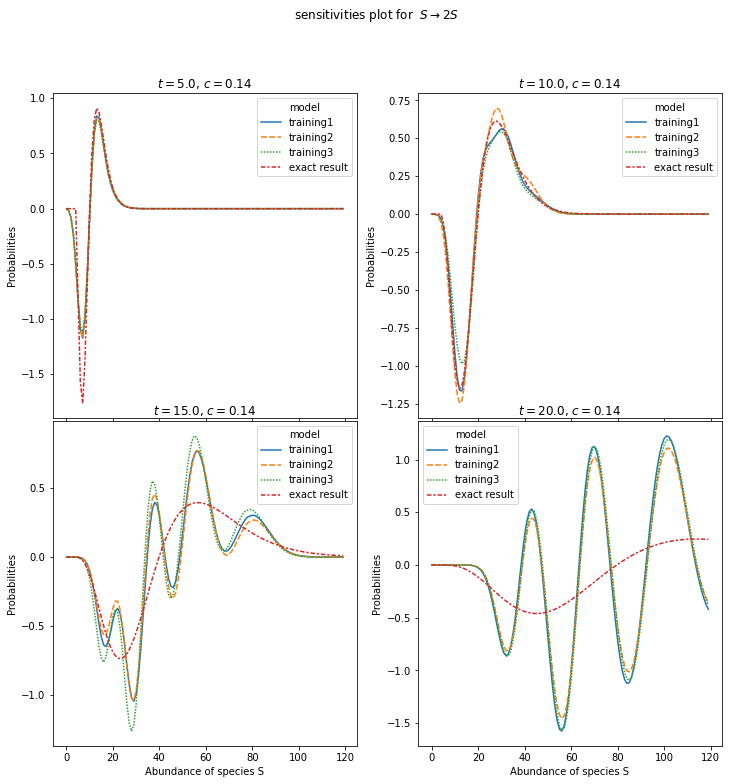 sensitivities plot for S → 2S
t = 5.0, c = 0.14
t = 10.0, c = 0.14
1.0
0.5
0.0
−0.5
−1.0
−1.5
Probabilities
model
training1
training2
training3
exact result
0.75
0.50
0.25
0.00
−0.25
−0.50
−0.75
−1.00
−1.25
Probabilities
model
training1
training2
training3
exact result
t = 15.0, c = 0.14
t = 20.0, c = 0.14
0.5
0.0
−0.5
−1.0
Probabilities
model
training1
training2
training3
exact result
0 20 40 60 80 100 120
Abundance of species S
1.0
0.5
0.0
−0.5
−1.0
−1.5
Probabilities
model
training1
training2
training3
exact result
0 20 40 60 80 100 120
Abundance of species S